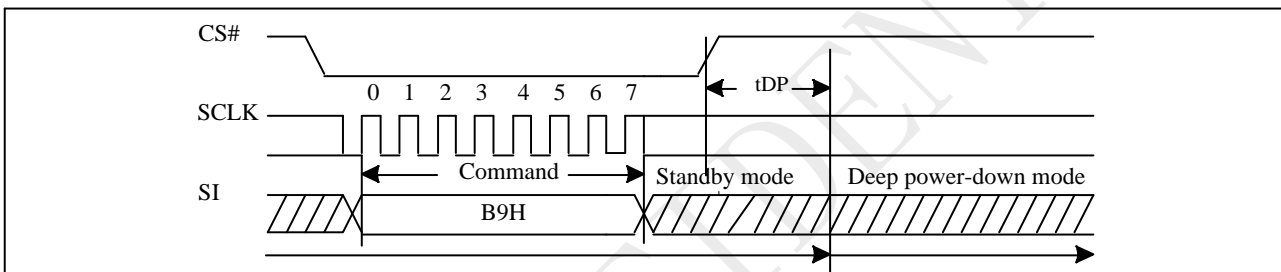 CS#
tDP
0 1 2 3 4 5 6 7
SCLK
Command
Standby mode
Deep power-down mode
SI
B9H